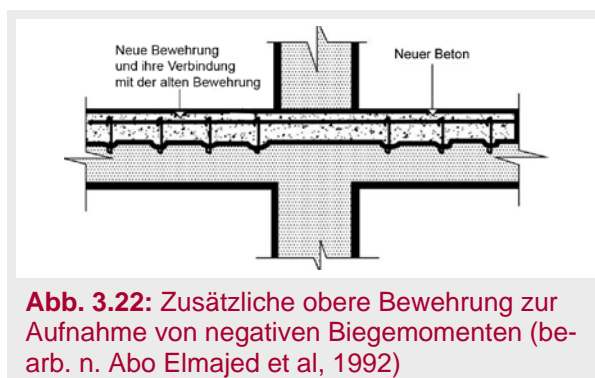 Neue Bewehrung
und ihre Verbindung
mit der alten Bewehrung
Neuer Beton
Abb. 3.22: Zusätzliche obere Bewehrung zur
Aufnahme von negativen Biegemomenten (be-
arb. n. Abo Elmajed et al, 1992)